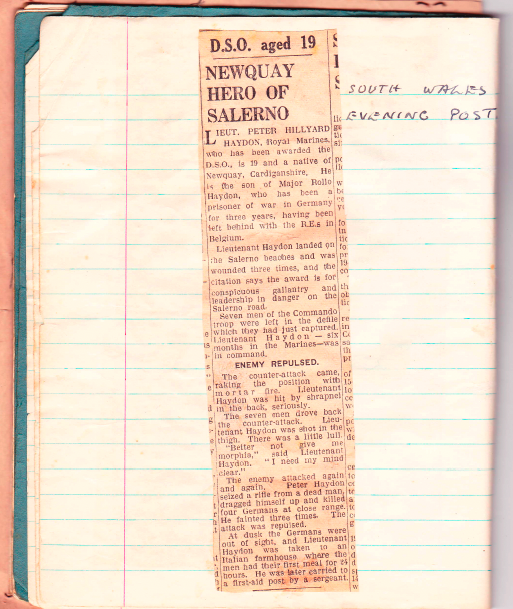 D.S.O. aged 19
NEWQUAY
HERO OF
SALERNO
LIEUT. PETER HILLYARD
HAYDON, Royal Marines,
who has been awarded the
D.S.O., is 19 and a native of
Newquay, Cardiganshire. He
is the son of Major Rollo
Haydon, who has been a
prisoner of war in Germany
for three years, having been
left behind with the R.E.s in
Belgium.
Lieutenant Haydon landed on
the Salerno beaches and was
wounded three times, and the
citation says the award is for
conspicuous gallantry and
leadership in danger on the
Salerno road.
Seven men of the Commando
troop were left in the defile
which they had just captured.
Lieutenant Haydon — six
months in the Marines—was
in command.
ENEMY REPULSED.
The counter-attack came,
raking the position with
mortar fire. Lieutenant
Haydon was hit by shrapnel
in the back, seriously.
The seven men drove back
the counter-attack. Lieu-
tenant Haydon was shot in the
thigh. There was a little lull.
"Better not give me
morphia," said Lieutenant
Haydon. "I need my mind
clear."
The enemy attacked again
and again. Peter Haydon
seized a rifle from a dead man,
dragged himself up and killed
four Germans at close range.
He fainted three times. The
attack was repulsed.
At dusk the Germans were
out of sight, and Lieutenant
Haydon was taken to an
Italian farmhouse where the
men had their first meal for 24
hours. He was later carried to
a first-aid post by a sergeant.
SOUTH WALES
EVENING POST.